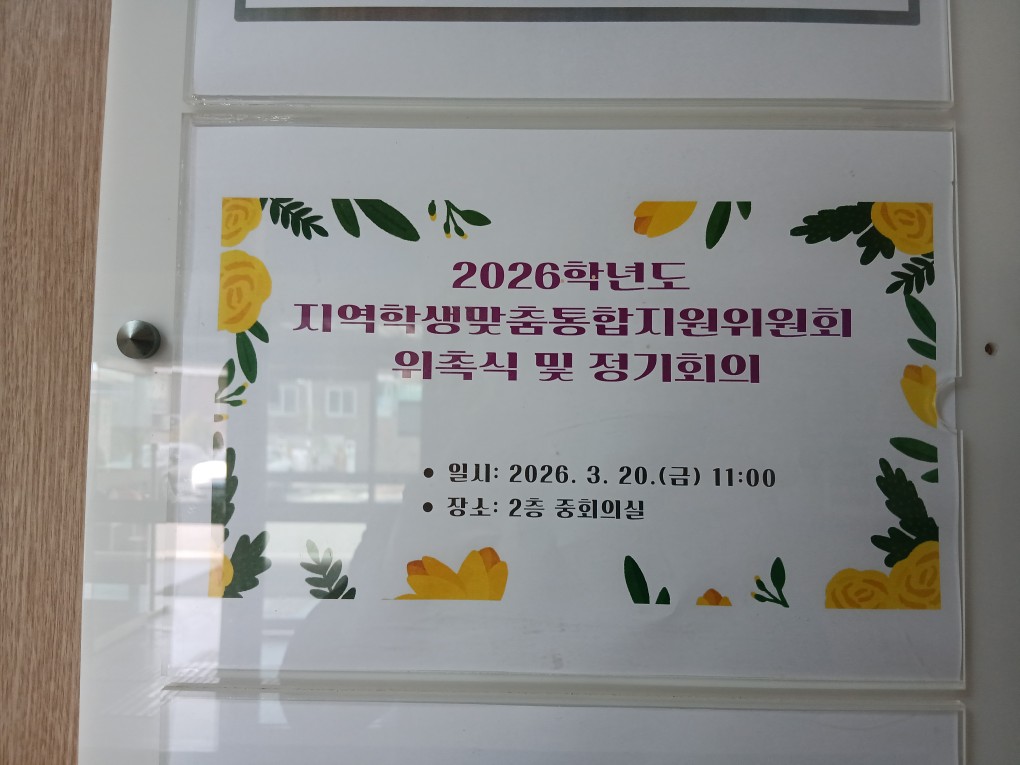 2026학년도
지역학생맞춤통합지원위원회
위촉식 및 정기회의
• 일시: 2026. 3. 20.(금) 11:00
• 장소: 2층 중회의실